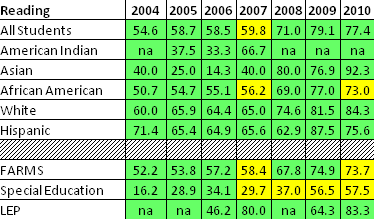 Reading 2004 2005 2006 2007 2008 2009 2010
All Students 54.6 58.7 58.5 59.8 71.0 79.1 77.4
American Indian na 37.5 33.3 66.7 na na na
Asian 40.0 25.0 14.3 40.0 80.0 76.9 92.3
African American 50.7 54.7 55.1 56.2 69.0 77.0 73.0
White 60.0 65.9 64.4 65.0 74.6 81.5 84.3
Hispanic 71.4 65.4 64.9 65.6 62.9 87.5 75.6
FARMS 52.2 53.8 57.2 58.4 67.8 74.9 73.7
Special Education 16.2 28.9 34.1 29.7 37.0 56.5 57.5
LEP na na 46.2 80.0 na 64.3 83.3